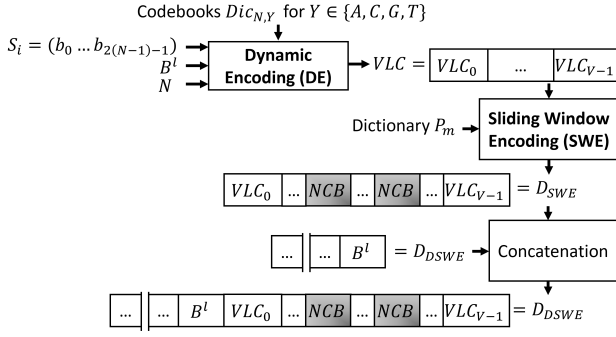 Codebooks $Dic_{N,Y}$ for $Y \in \{A, C, G, T\}$
$S_i = (b_0 \ldots b_{2(N-1)-1})$
$B^l$
$N$
Dynamic Encoding (DE)
$VLC =$ $VLC_0$ ... $VLC_{V-1}$
Dictionary $P_m$
Sliding Window Encoding (SWE)
$VLC_0$ ... $NCB$ ... $NCB$ ... $VLC_{V-1}$ $= D_{SWE}$
... ... $B^l$ $= D_{DSWE}$
Concatenation
... ... $B^l$ $VLC_0$ ... $NCB$ ... $NCB$ ... $VLC_{V-1}$ $= D_{DSWE}$